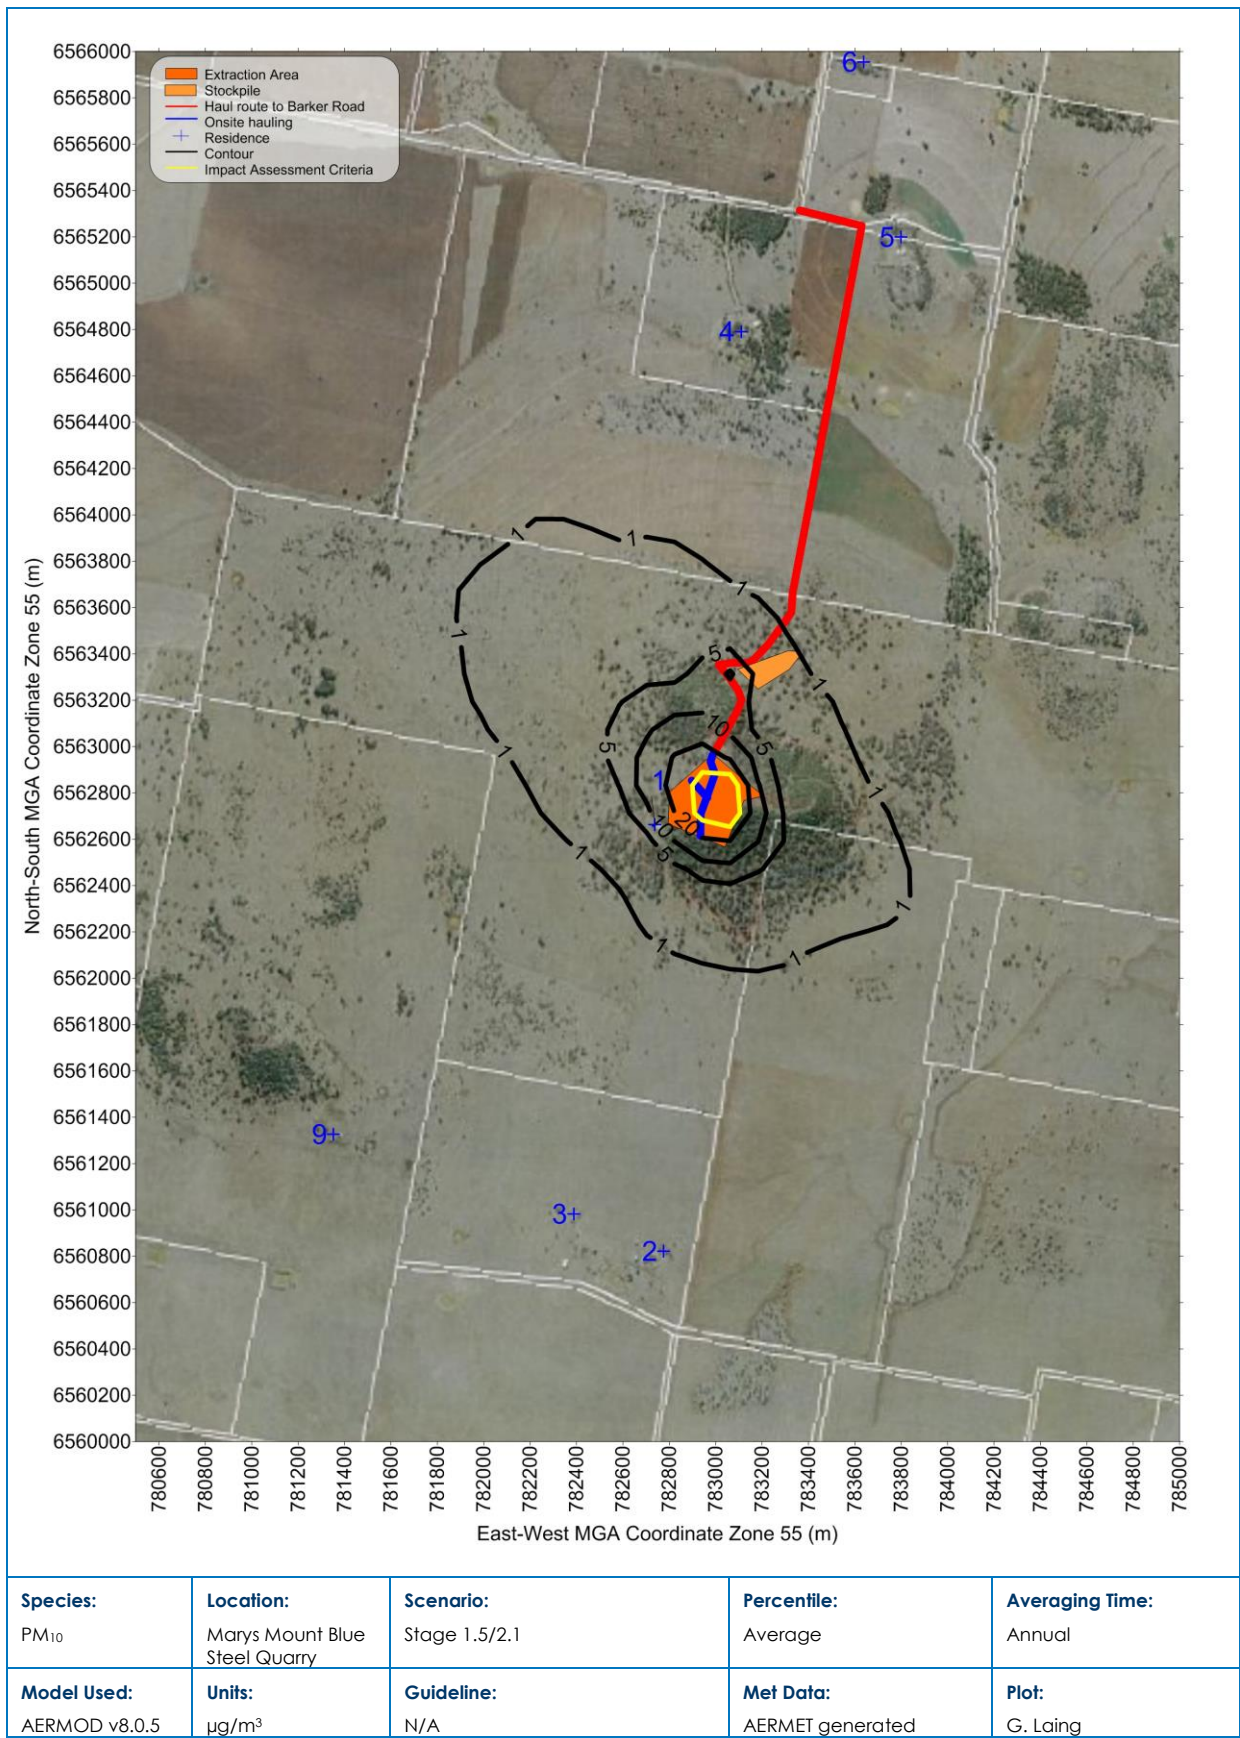 6566000
6565800
6565600
6565400
6565200
6565000
6564800
6564600
6564400
6564200
6564000
6563800
6563600
6563400
6563200
6563000
6562800
6562600
6562400
6562200
6562000
6561800
6561600
6561400
6561200
6561000
6560800
6560600
6560400
6560200
6560000
North-South MGA Coordinate Zone 55 (m)
Extraction Area
Stockpile
Haul route to Barker Road
Onsite hauling
Residence
Contour
Impact Assessment Criteria
6+
5+
4+
1
1
1
1
5
1
10
5
5
1
1
1
20
10
5
1
1
1
1
9+
3+
2+
780600
780800
781000
781200
781400
781600
781800
782000
782200
782400
782600
782800
783000
783200
783400
783600
783800
784000
784200
784400
784600
784800
785000
East-West MGA Coordinate Zone 55 (m)
Species:
PM10
Location:
Marys Mount Blue
Steel Quarry
Scenario:
Stage 1.5/2.1
Percentile:
Average
Averaging Time:
Annual
Model Used:
AERMOD v8.0.5
Units:
µg/m³
Guideline:
N/A
Met Data:
AERMET generated
Plot:
G. Laing